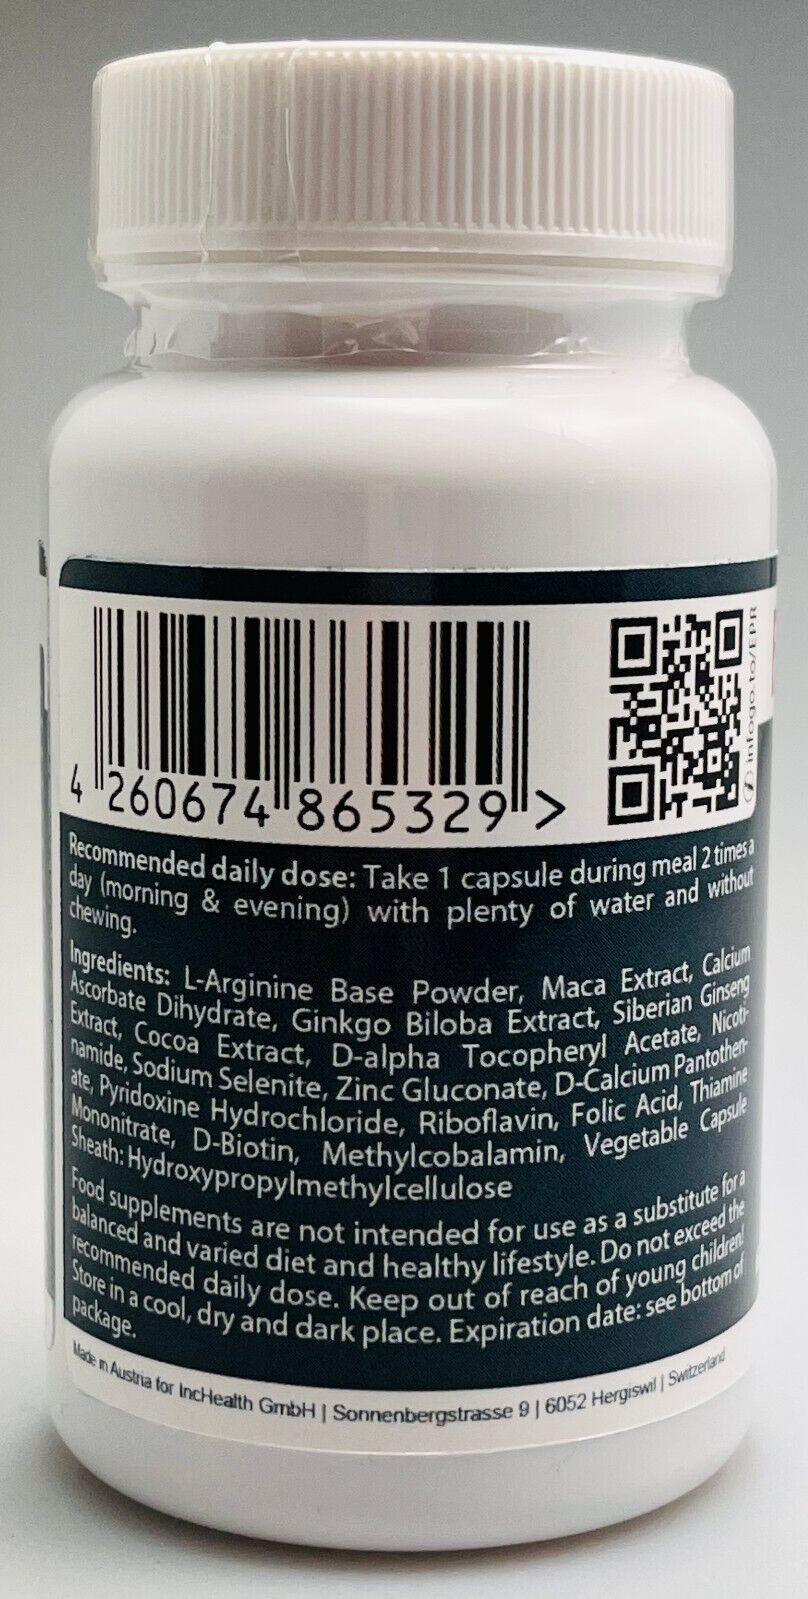 4 260674 865329 >
infogo.to/EPR
Recommended daily dose: Take 1 capsule during meal 2 times a
day (morning & evening) with plenty of water and without
chewing.
Ingredients: L-Arginine Base Powder, Maca Extract, Calcium
Ascorbate Dihydrate, Ginkgo Biloba Extract, Siberian Ginseng
Extract, Cocoa Extract, D-alpha Tocopheryl Acetate, Nicoti-
namide, Sodium Selenite, Zinc Gluconate, D-Calcium Pantothen-
ate, Pyridoxine Hydrochloride, Riboflavin, Folic Acid, Thiamine
Mononitrate, D-Biotin, Methylcobalamin, Vegetable Capsule
Sheath: Hydroxypropylmethylcellulose
Food supplements are not intended for use as a substitute for a
balanced and varied diet and healthy lifestyle. Do not exceed the
recommended daily dose. Keep out of reach of young children!
Store in a cool, dry and dark place. Expiration date: see bottom of
package.
Made in Austria for IncHealth GmbH | Sonnenbergstrasse 9 | 6052 Hergiswil | Switzerland